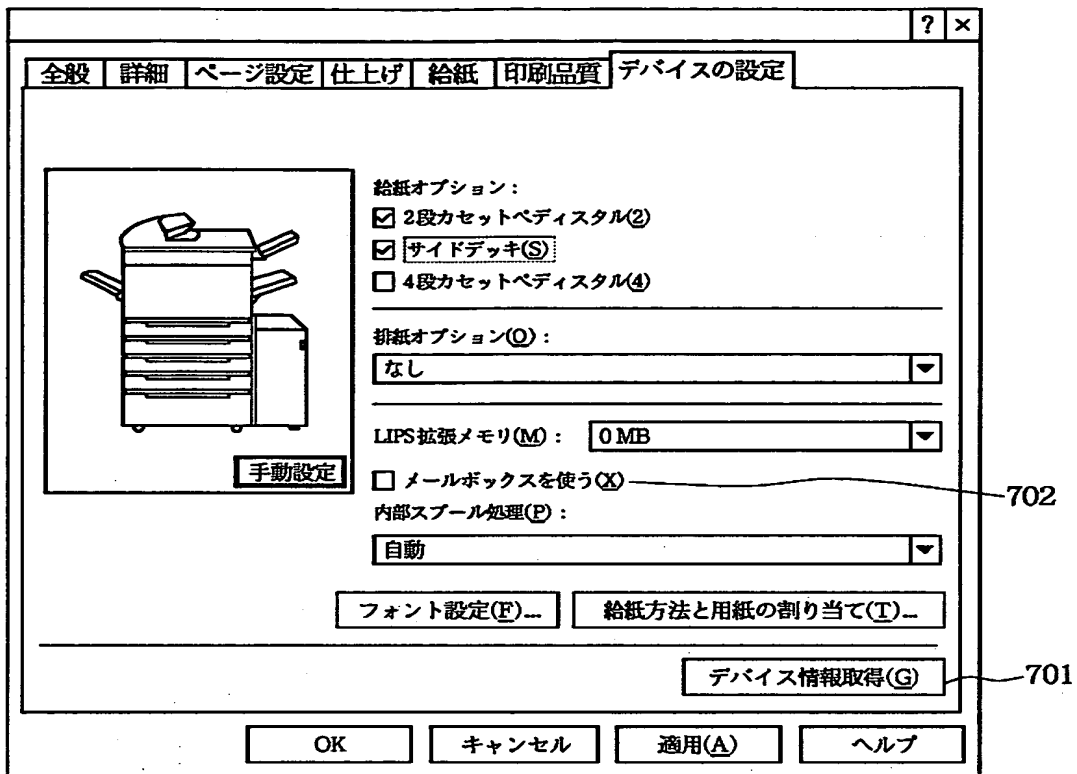 ? ×
全般 詳細 ページ設定 仕上げ 給紙 印刷品質 デバイスの設定
給紙オプション：
2段カセットペディスタル(2)
サイドデッキ(S)
4段カセットペディスタル(4)
排紙オプション(O)：
なし
LIPS拡張メモリ(M)： 0 MB
手動設定
メールボックスを使う(X)
702
内部スプール処理(P)：
自動
フォント設定(F)... 給紙方法と用紙の割り当て(T)...
デバイス情報取得(G)
701
OK キャンセル 適用(A) ヘルプ